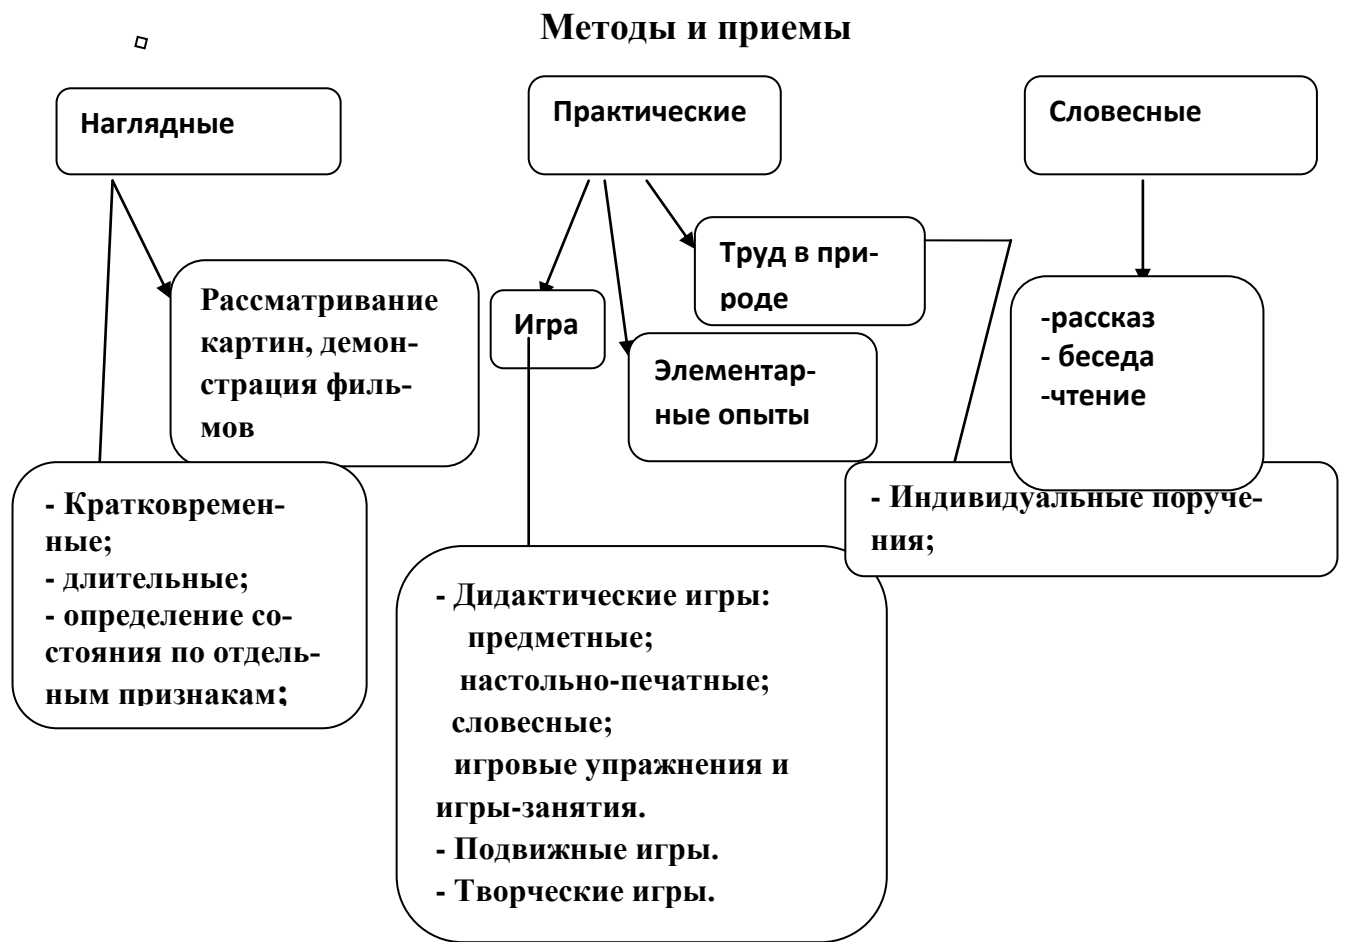 Методы и приемы
Наглядные
Практические
Словесные
Рассматривание
картин, демон-
страция филь-
мов
Игра
Труд в при-
роде
Элементар-
ные опыты
-рассказ
- беседа
-чтение
- Кратковремен-
ные;
- длительные;
- определение со-
стояния по отдель-
ным признакам;
- Индивидуальные поруче-
ния;
- Дидактические игры:
предметные;
настольно-печатные;
словесные;
игровые упражнения и
игры-занятия.
- Подвижные игры.
- Творческие игры.